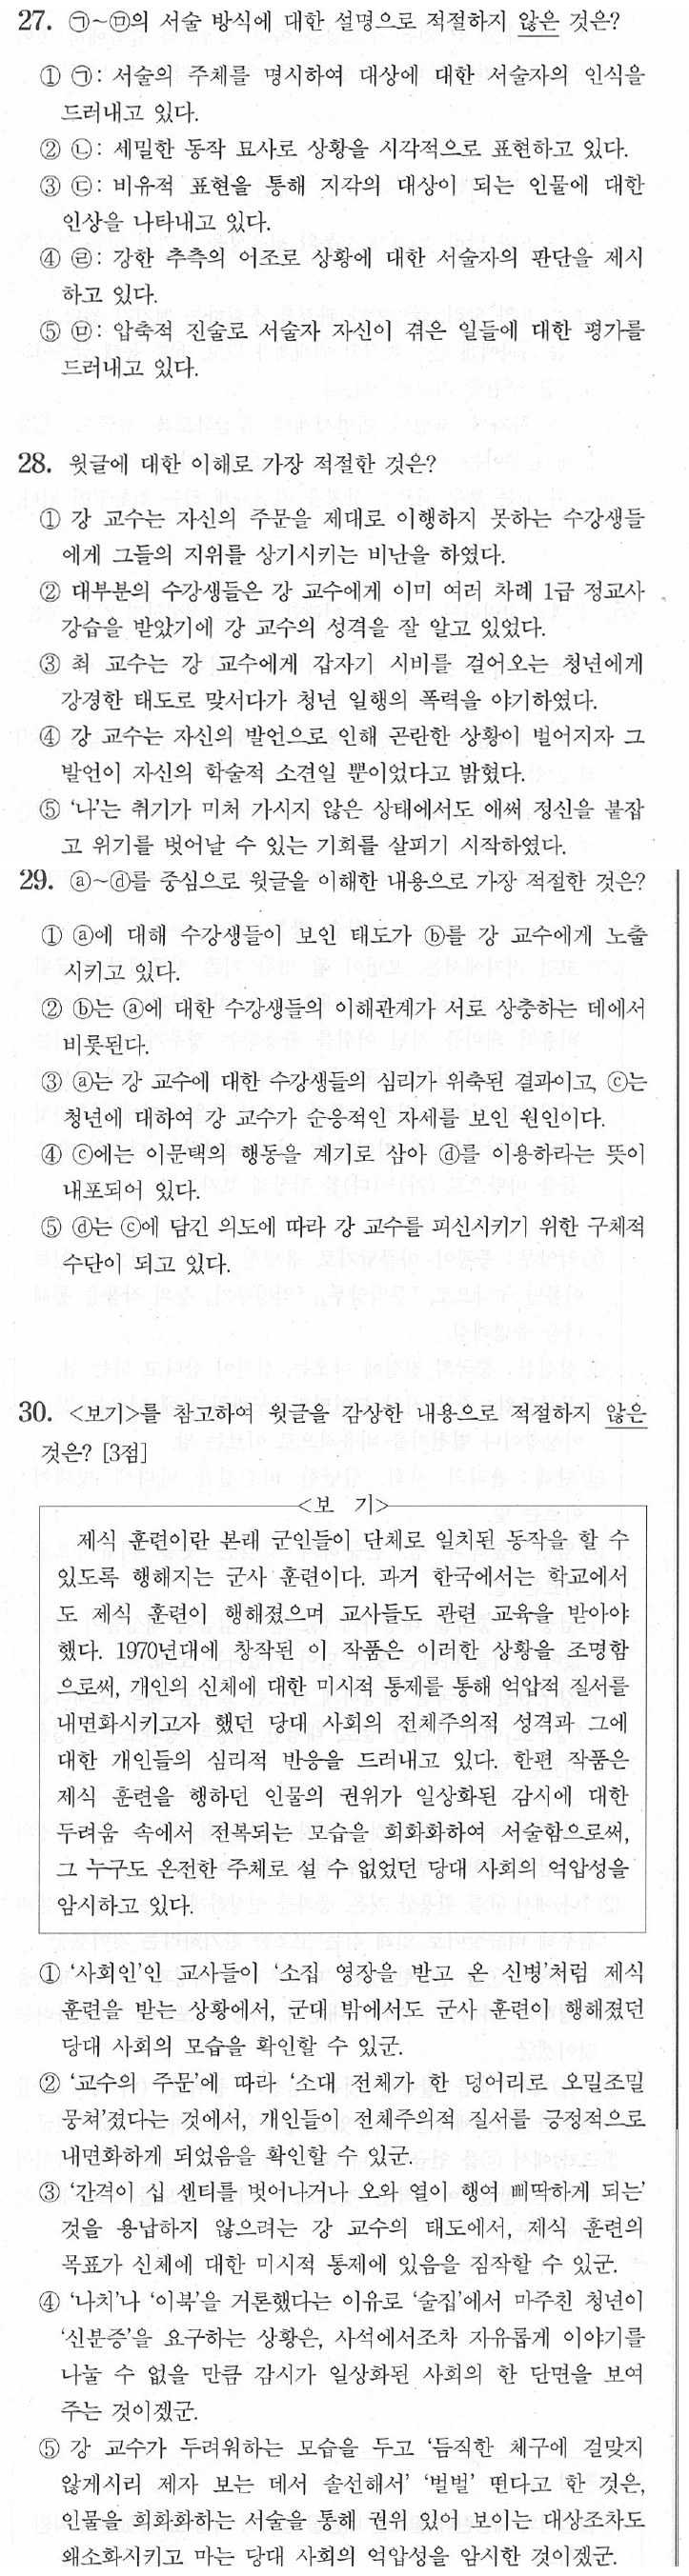 27. ㉠~㉤의 서술 방식에 대한 설명으로 적절하지 않은 것은?
① ㉠: 서술의 주체를 명시하여 대상에 대한 서술자의 인식을
드러내고 있다.
② ㉡: 세밀한 동작 묘사로 상황을 시각적으로 표현하고 있다.
③ ㉢: 비유적 표현을 통해 지각의 대상이 되는 인물에 대한
인상을 나타내고 있다.
④ ㉣: 강한 추측의 어조로 상황에 대한 서술자의 판단을 제시
하고 있다.
⑤ ㉤: 압축적 진술로 서술자 자신이 겪은 일들에 대한 평가를
드러내고 있다.
28. 윗글에 대한 이해로 가장 적절한 것은?
① 강 교수는 자신의 주문을 제대로 이행하지 못하는 수강생들
에게 그들의 지위를 상기시키는 비난을 하였다.
② 대부분의 수강생들은 강 교수에게 이미 여러 차례 1급 정교사
강습을 받았기에 강 교수의 성격을 잘 알고 있었다.
③ 최 교수는 강 교수에게 갑자기 시비를 걸어오는 청년에게
강경한 태도로 맞서다가 청년 일행의 폭력을 야기하였다.
④ 강 교수는 자신의 발언으로 인해 곤란한 상황이 벌어지자 그
발언이 자신의 학술적 소견일 뿐이었다고 밝혔다.
⑤ ‘나’는 취기가 미처 가시지 않은 상태에서도 애써 정신을 붙잡
고 위기를 벗어날 수 있는 기회를 살피기 시작하였다.
29. ⓐ~ⓓ를 중심으로 윗글을 이해한 내용으로 가장 적절한 것은?
① ⓐ에 대해 수강생들이 보인 태도가 ⓑ를 강 교수에게 노출
시키고 있다.
② ⓑ는 ⓐ에 대한 수강생들의 이해관계가 서로 상충하는 데에서
비롯된다.
③ ⓐ는 강 교수에 대한 수강생들의 심리가 위축된 결과이고, ⓒ는
청년에 대하여 강 교수가 순응적인 자세를 보인 원인이다.
④ ⓒ에는 이문택의 행동을 계기로 삼아 ⓓ를 이용하라는 뜻이
내포되어 있다.
⑤ ⓓ는 ⓒ에 담긴 의도에 따라 강 교수를 피신시키기 위한 구체적
수단이 되고 있다.
30. <보기>를 참고하여 윗글을 감상한 내용으로 적절하지 않은
것은? [3점]
<보 기>
제식 훈련이란 본래 군인들이 단체로 일치된 동작을 할 수
있도록 행해지는 군사 훈련이다. 과거 한국에서는 학교에서
도 제식 훈련이 행해졌으며 교사들도 관련 교육을 받아야
했다. 1970년대에 창작된 이 작품은 이러한 상황을 조명함
으로써, 개인의 신체에 대한 미시적 통제를 통해 억압적 질서를
내면화시키고자 했던 당대 사회의 전체주의적 성격과 그에
대한 개인들의 심리적 반응을 드러내고 있다. 한편 작품은
제식 훈련을 행하던 인물의 권위가 일상화된 감시에 대한
두려움 속에서 전복되는 모습을 희화화하여 서술함으로써,
그 누구도 온전한 주체로 설 수 없었던 당대 사회의 억압성을
암시하고 있다.
① ‘사회인’인 교사들이 ‘소집 영장을 받고 온 신병’처럼 제식
훈련을 받는 상황에서, 군대 밖에서도 군사 훈련이 행해졌던
당대 사회의 모습을 확인할 수 있군.
② ‘교수의 주문’에 따라 ‘소대 전체가 한 덩어리로 오밀조밀
뭉쳐’졌다는 것에서, 개인들이 전체주의적 질서를 긍정적으로
내면화하게 되었음을 확인할 수 있군.
③ ‘간격이 십 센티를 벗어나거나 오와 열이 행여 삐딱하게 되는’
것을 용납하지 않으려는 강 교수의 태도에서, 제식 훈련의
목표가 신체에 대한 미시적 통제에 있음을 짐작할 수 있군.
④ ‘나치’나 ‘이북’을 거론했다는 이유로 ‘술집’에서 마주친 청년이
‘신분증’을 요구하는 상황은, 사석에서조차 자유롭게 이야기를
나눌 수 없을 만큼 감시가 일상화된 사회의 한 단면을 보여
주는 것이겠군.
⑤ 강 교수가 두려워하는 모습을 두고 ‘듬직한 체구에 걸맞지
않게시리 제자 보는 데서 솔선해서’ ‘벌벌’ 떤다고 한 것은,
인물을 희화화하는 서술을 통해 권위 있어 보이는 대상조차도
왜소화시키고 마는 당대 사회의 억압성을 암시한 것이겠군.